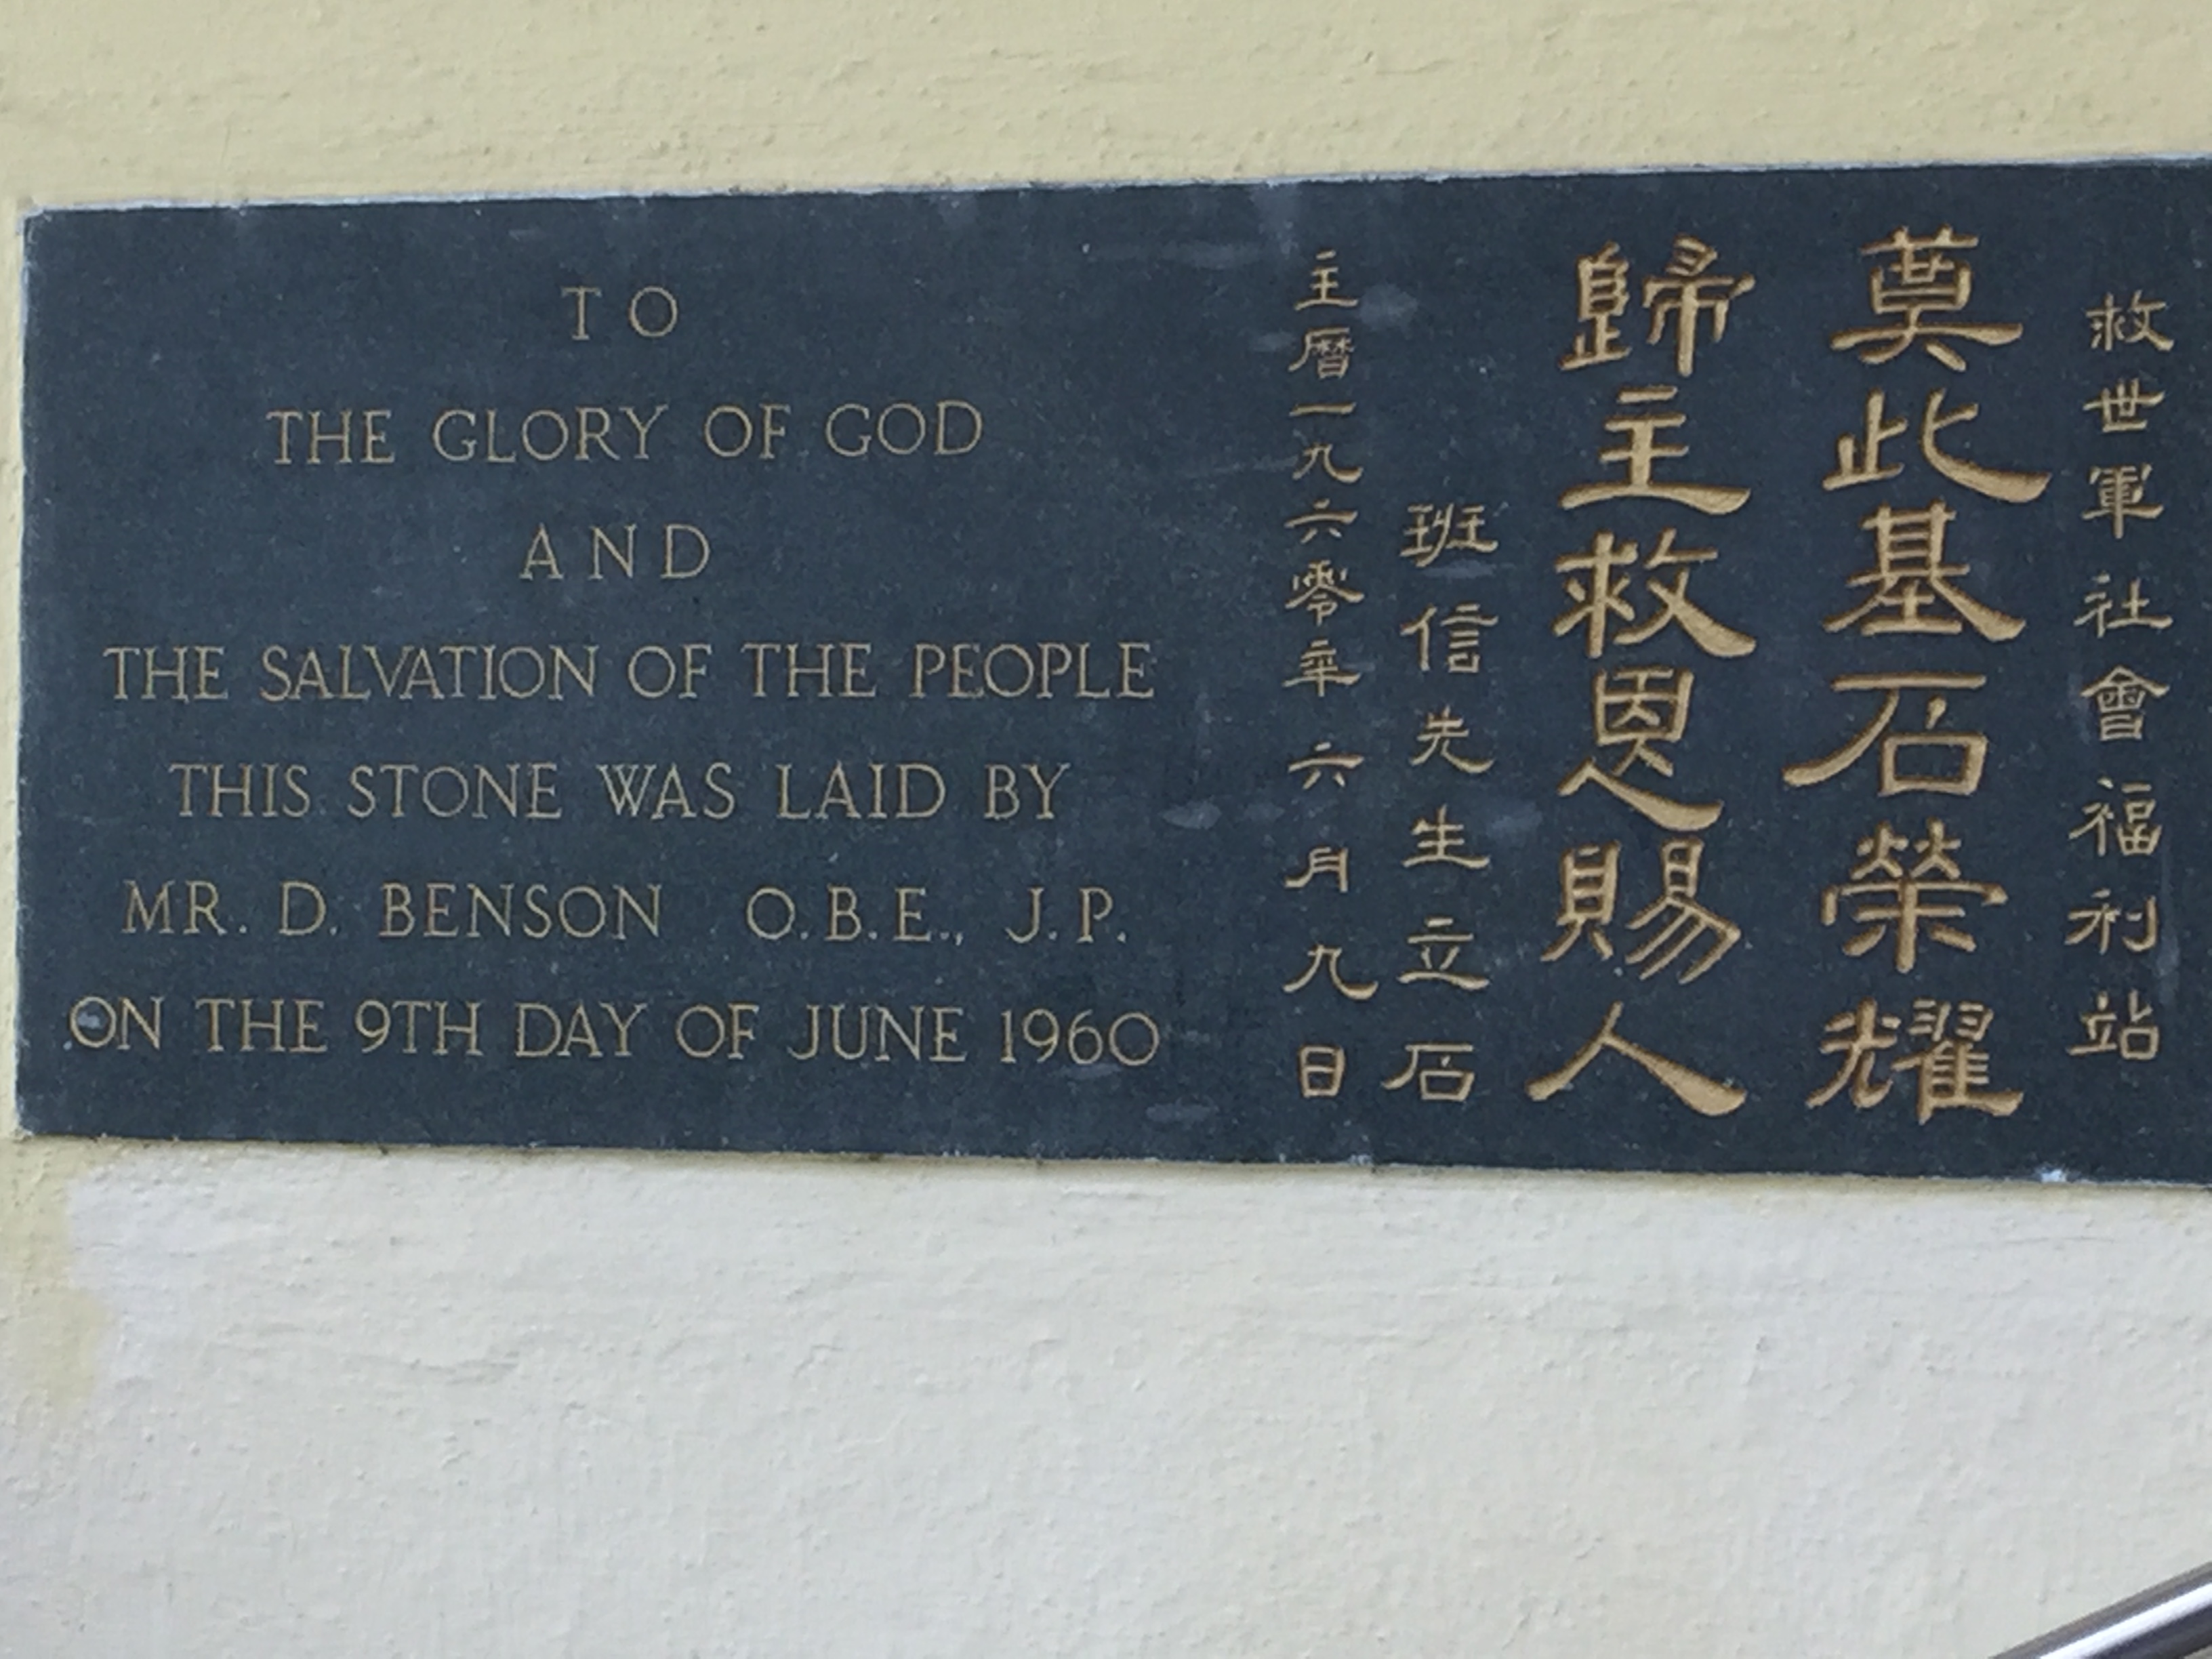 TO
THE GLORY OF GOD
AND
THE SALVATION OF THE PEOPLE
THIS STONE WAS LAID BY
MR. D. BENSON O.B.E., J.P.
ON THE 9TH DAY OF JUNE 1960
救世軍社會福利站
奠此基石榮耀
歸主救恩賜人
班信先生立石
主曆一九六零年六月九日